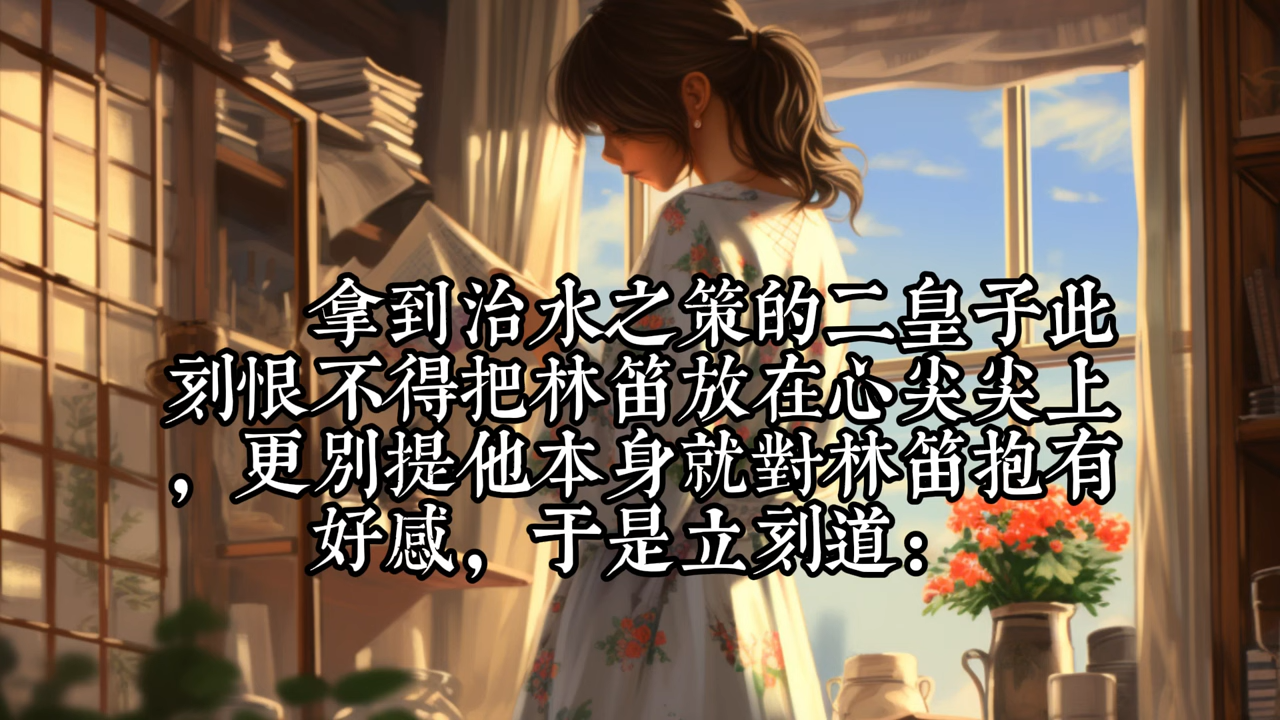 拿到治水之策的二皇子此
刻恨不得把林笛放在心尖尖上
，更別提他本身就對林笛抱有
好感，于是立刻道：